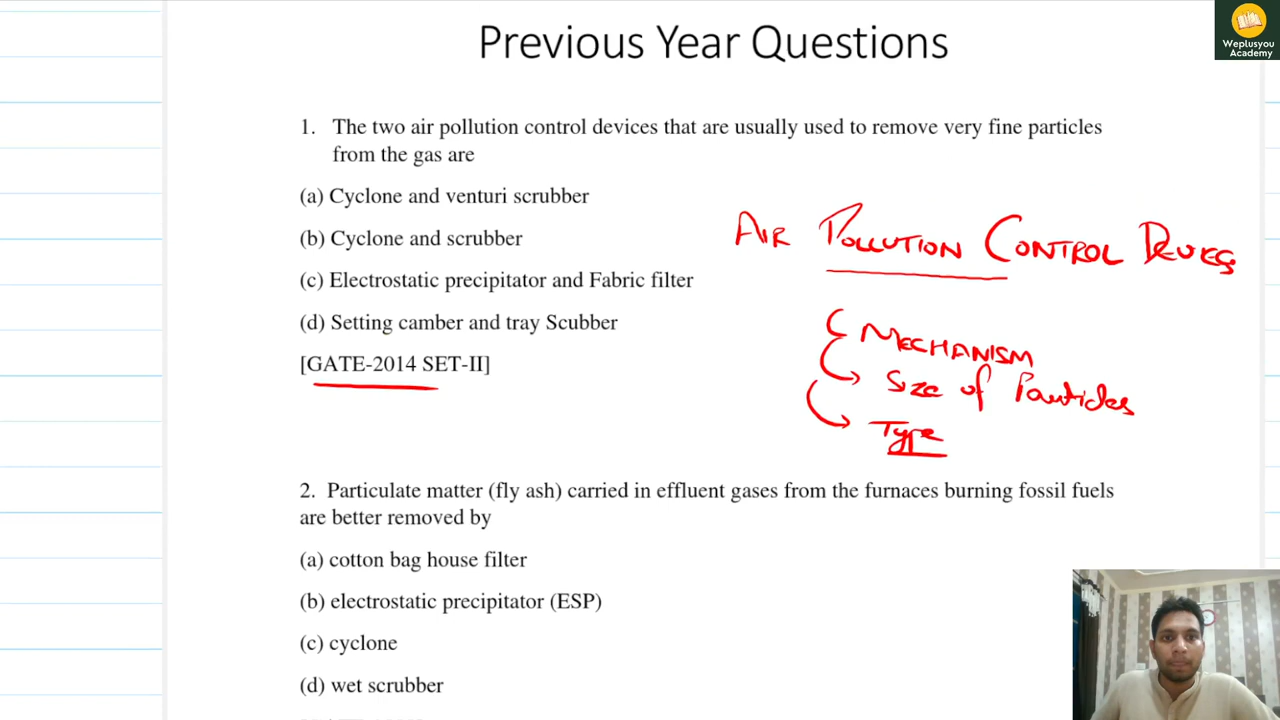 Previous Year Questions
Weplusyou
Academy
1. The two air pollution control devices that are usually used to remove very fine particles
from the gas are
(a) Cyclone and venturi scrubber
(b) Cyclone and scrubber
(c) Electrostatic precipitator and Fabric filter
(d) Setting camber and tray Scubber
[GATE-2014 SET-II]
AIR POLLUTION CONTROL DEVICES
MECHANISM
Size of Particles
Type
2. Particulate matter (fly ash) carried in effluent gases from the furnaces burning fossil fuels
are better removed by
(a) cotton bag house filter
(b) electrostatic precipitator (ESP)
(c) cyclone
(d) wet scrubber